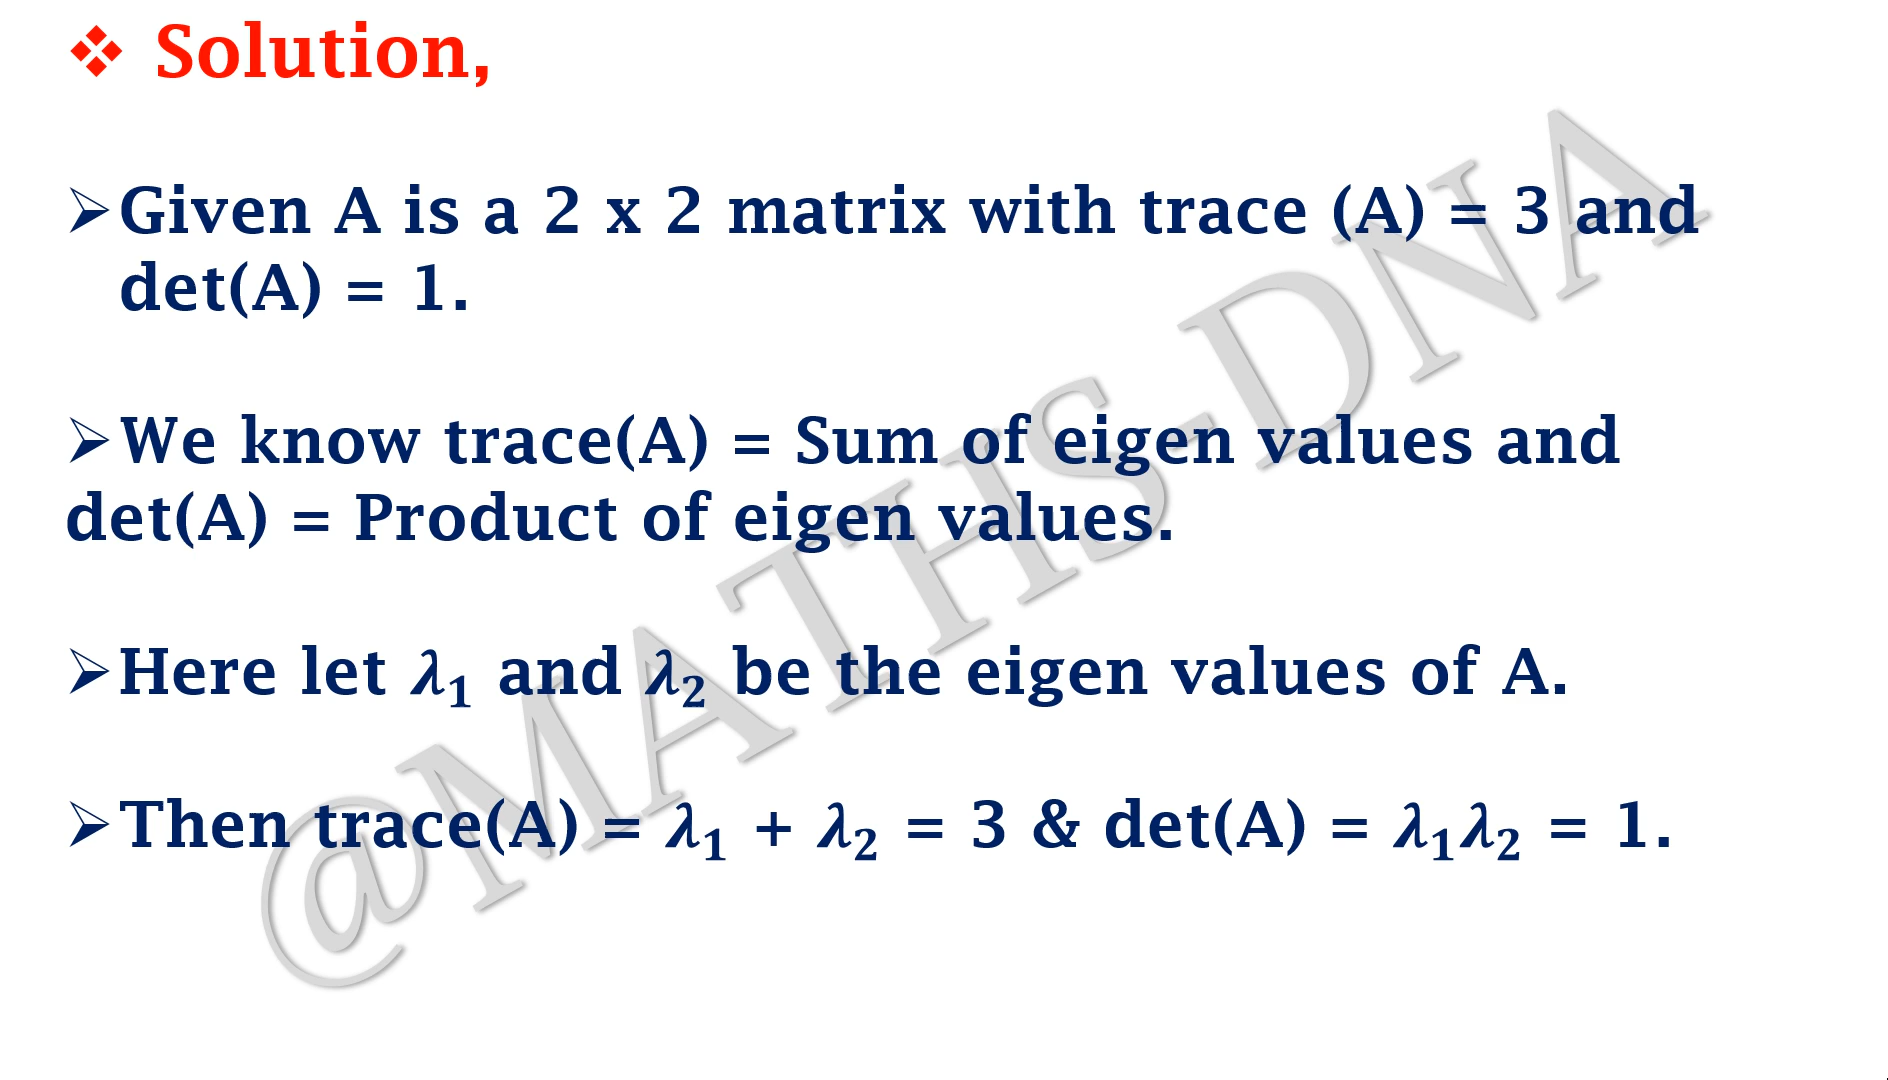 ❖ Solution,
➢Given A is a 2 x 2 matrix with trace (A) = 3 and
det(A) = 1.
➢We know trace(A) = Sum of eigen values and
det(A) = Product of eigen values.
➢Here let λ₁ and λ₂ be the eigen values of A.
➢Then trace(A) = λ₁ + λ₂ = 3 & det(A) = λ₁λ₂ = 1.
@MATHS-DNA